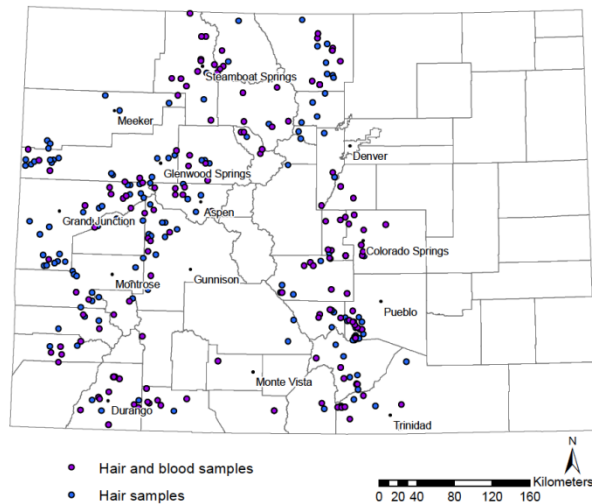 Steamboat Springs
Meeker
Denver
Glenwood Springs
Aspen
Grand Junction
Colorado Springs
Montrose
Gunnison
Pueblo
Monte Vista
Durango
Trinidad
N
Hair and blood samples
Kilometers
Hair samples
0 20 40 80 120 160